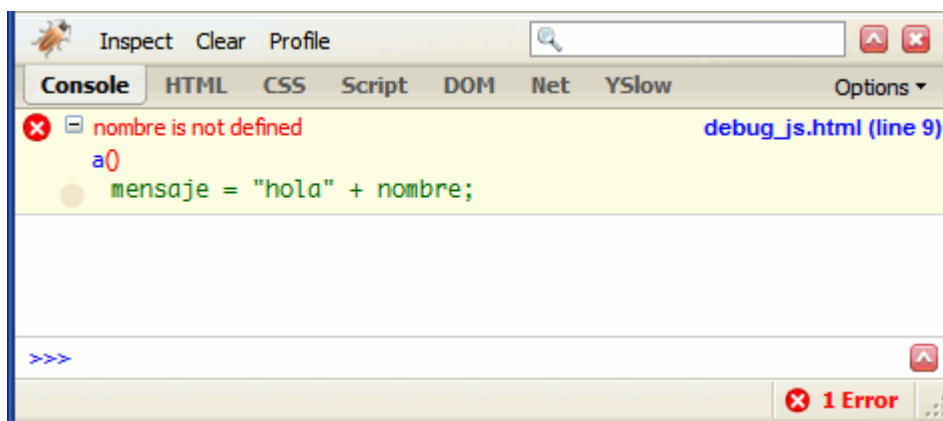 Inspect Clear Profile
Console HTML CSS Script DOM Net YSlow Options
nombre is not defined debug_js.html (line 9)
a()
mensaje = "hola" + nombre;
>>>
1 Error